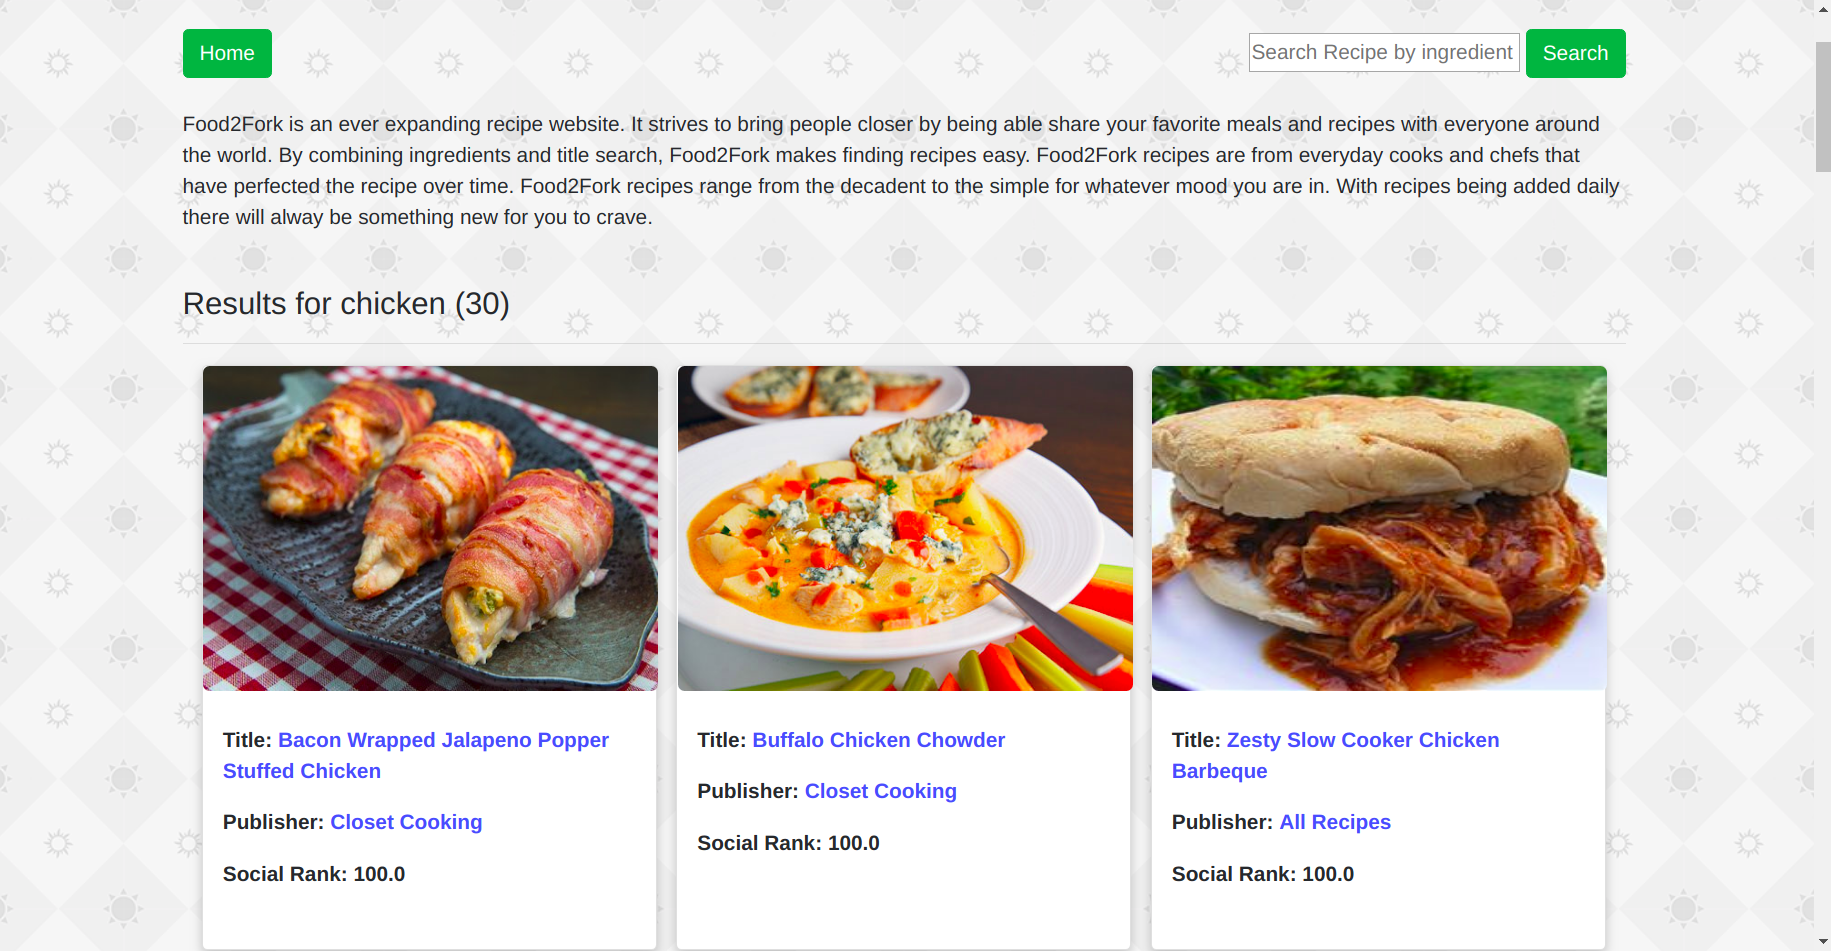 Home
Search Recipe by ingredient
Search
Food2Fork is an ever expanding recipe website. It strives to bring people closer by being able share your favorite meals and recipes with everyone around
the world. By combining ingredients and title search, Food2Fork makes finding recipes easy. Food2Fork recipes are from everyday cooks and chefs that
have perfected the recipe over time. Food2Fork recipes range from the decadent to the simple for whatever mood you are in. With recipes being added daily
there will alway be something new for you to crave.
Results for chicken (30)
Title: Bacon Wrapped Jalapeno Popper
Stuffed Chicken
Publisher: Closet Cooking
Social Rank: 100.0
Title: Buffalo Chicken Chowder
Publisher: Closet Cooking
Social Rank: 100.0
Title: Zesty Slow Cooker Chicken
Barbeque
Publisher: All Recipes
Social Rank: 100.0